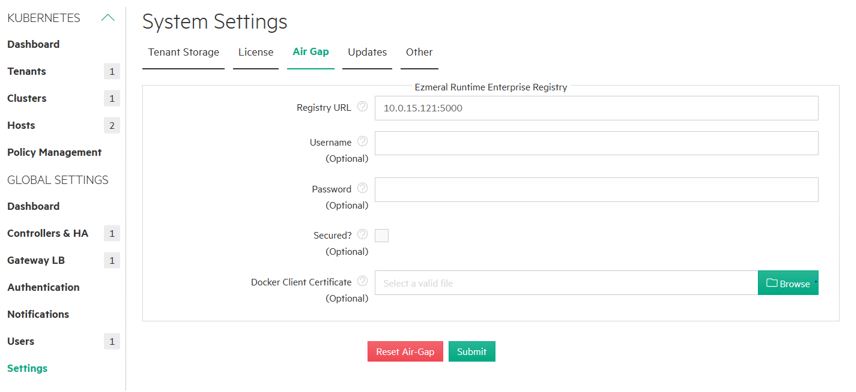 KUBERNETES
Dashboard
Tenants 1
Clusters 1
Hosts 2
Policy Management
GLOBAL SETTINGS
Dashboard
Controllers & HA 1
Gateway LB 1
Authentication
Notifications
Users 1
Settings
System Settings
Tenant Storage License Air Gap Updates Other
Ezmeral Runtime Enterprise Registry
Registry URL ? 10.0.15.121:5000
Username ?
(Optional)
Password ?
(Optional)
Secured? ?
(Optional)
Docker Client Certificate ? Select a valid file Browse
(Optional)
Reset Air-Gap Submit